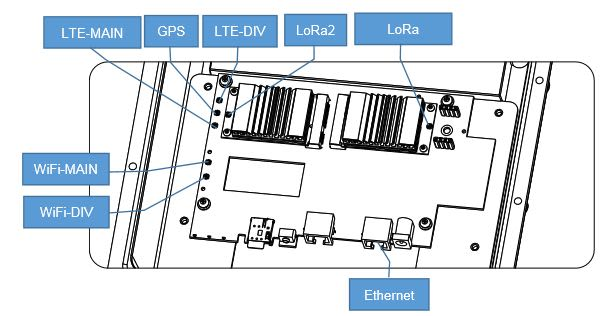 LTE-MAIN
GPS
LTE-DIV
LoRa2
LoRa
WiFi-MAIN
WiFi-DIV
Ethernet